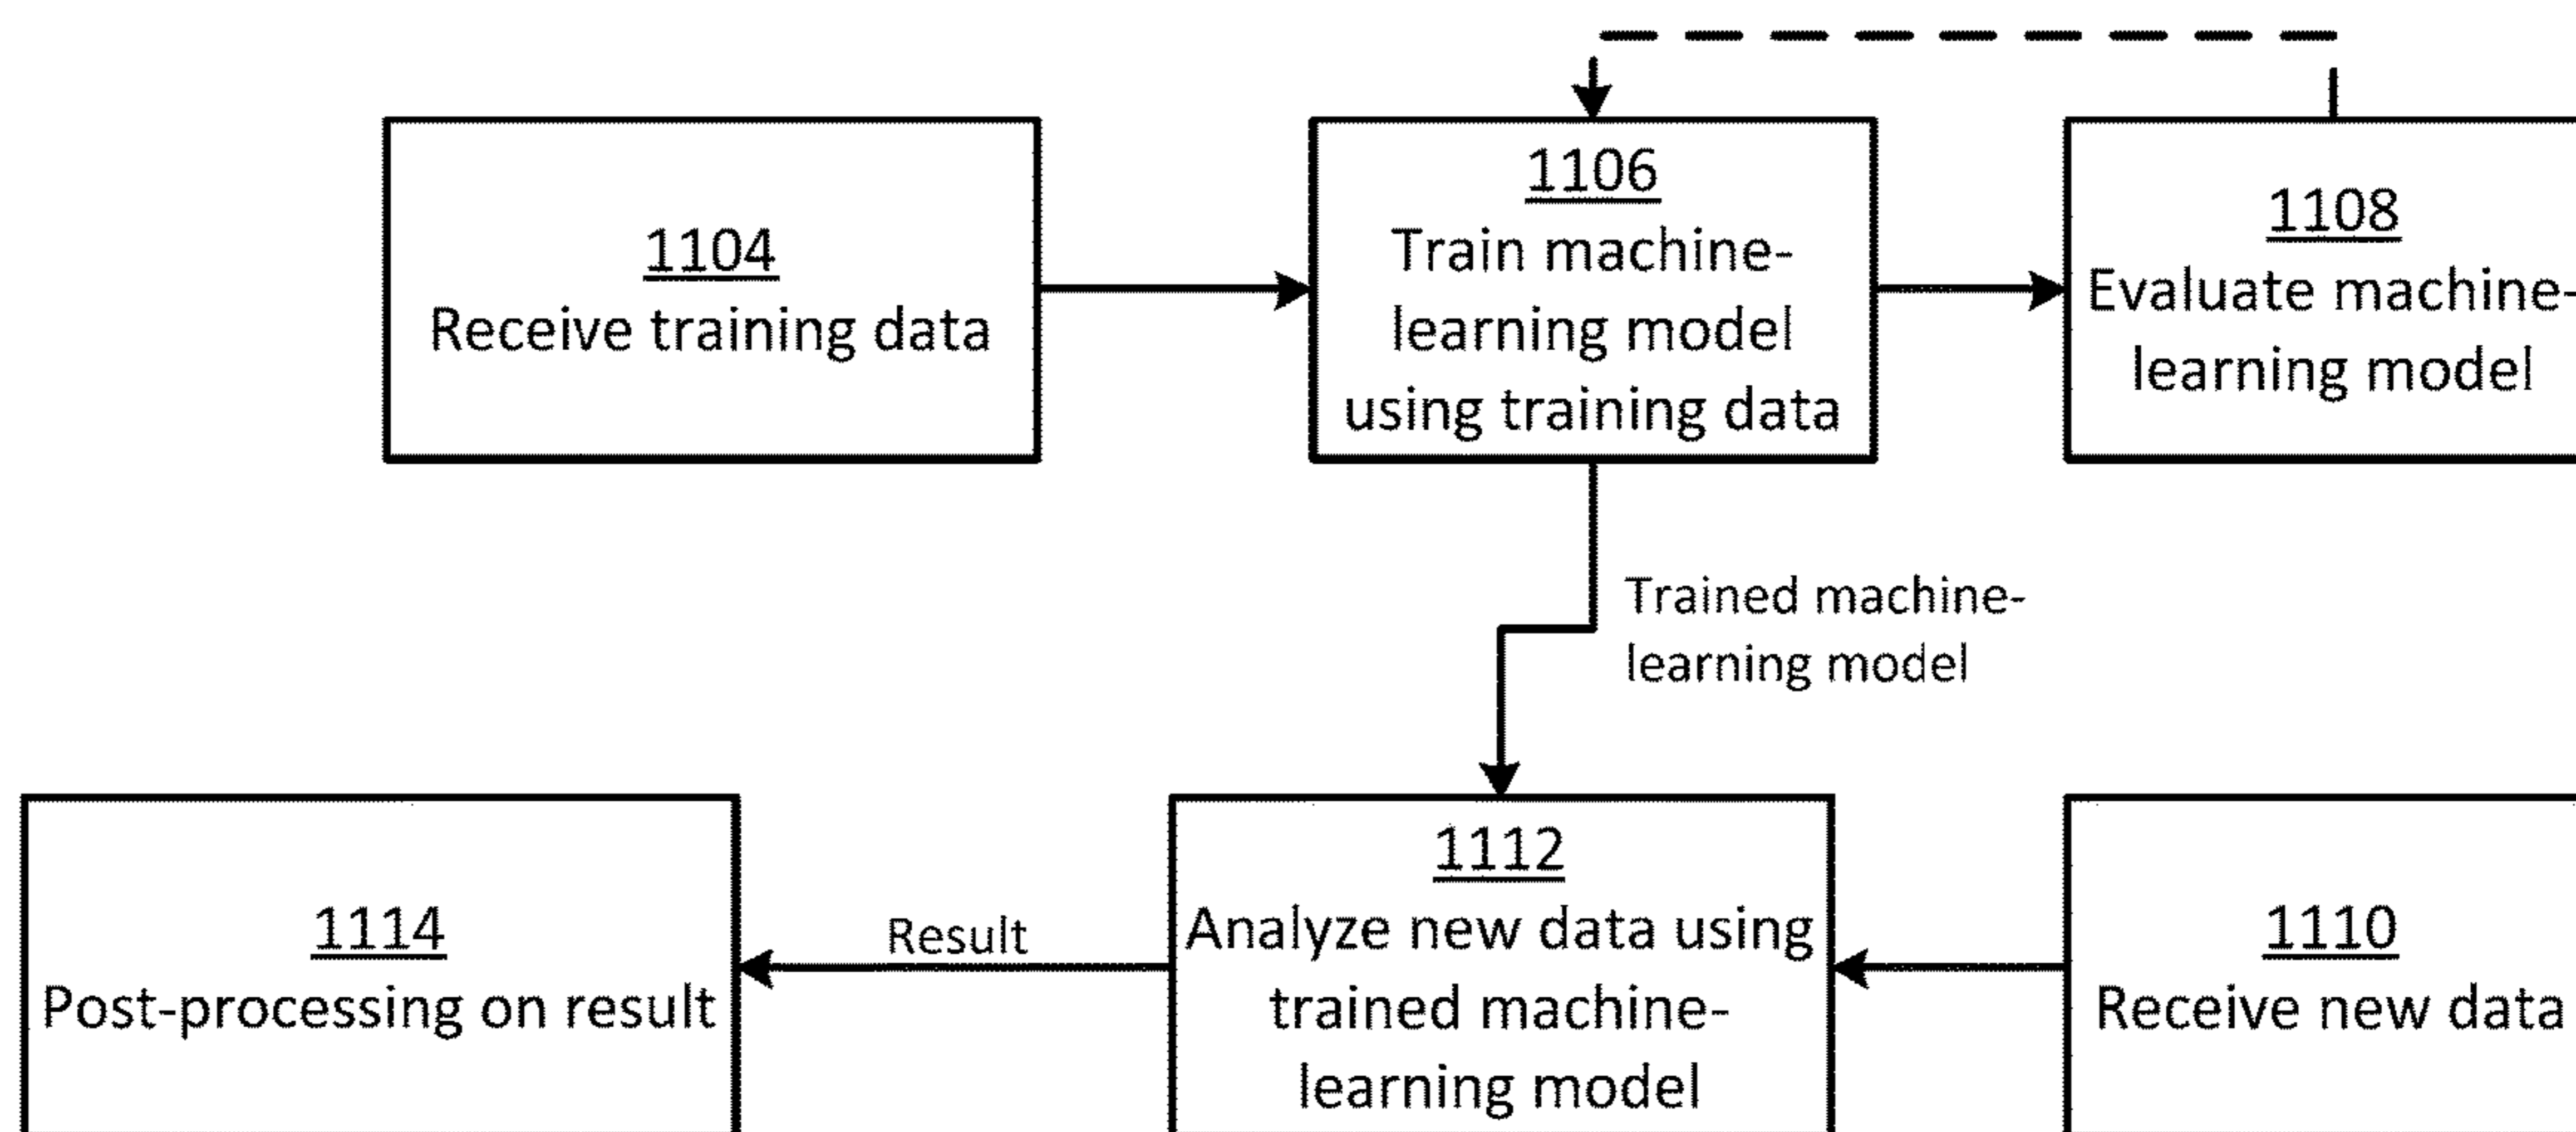 1104
Receive training data
1106
Train machine-
learning model
using training data
1108
Evaluate machine-
learning model
Trained machine-
learning model
1114
Post-processing on result
Result
1112
Analyze new data using
trained machine-
learning model
1110
Receive new data